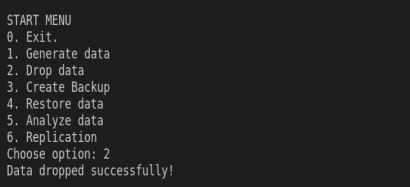 START MENU
0. Exit.
1. Generate data
2. Drop data
3. Create Backup
4. Restore data
5. Analyze data
6. Replication
Choose option: 2
Data dropped successfully!